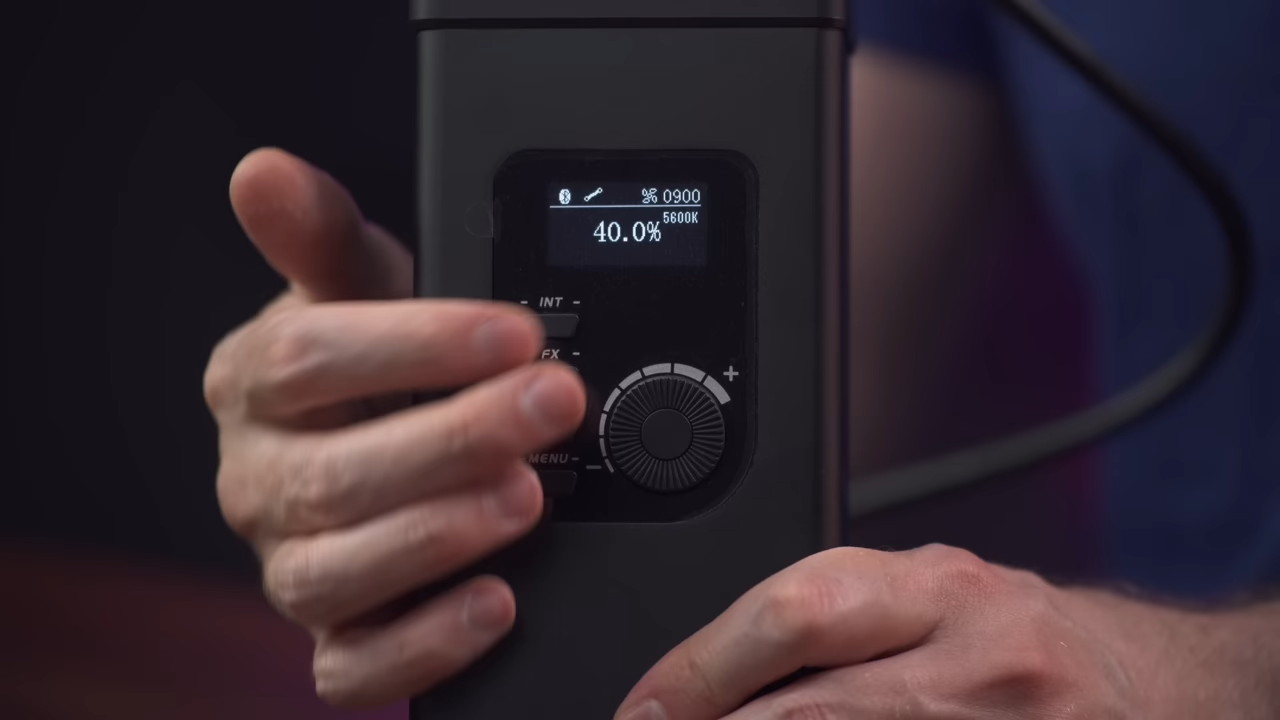 0900
5600K
40.0%
- INT -
FX -
+
MENU -
-